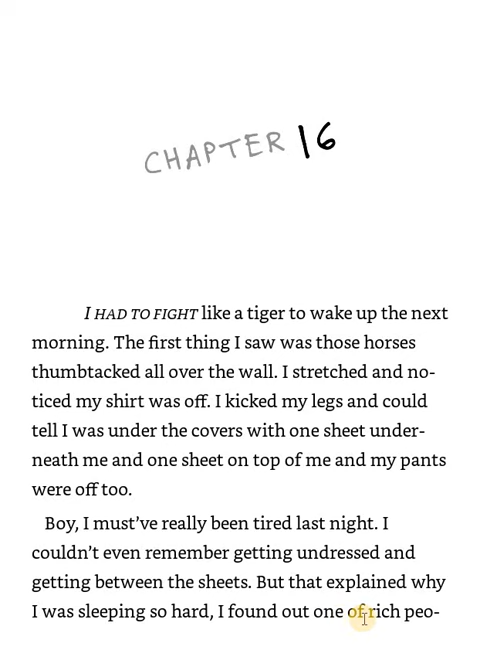 CHAPTER 16
I HAD TO FIGHT like a tiger to wake up the next
morning. The first thing I saw was those horses
thumbtacked all over the wall. I stretched and no-
ticed my shirt was off. I kicked my legs and could
tell I was under the covers with one sheet under-
neath me and one sheet on top of me and my pants
were off too.
Boy, I must’ve really been tired last night. I
couldn’t even remember getting undressed and
getting between the sheets. But that explained why
I was sleeping so hard, I found out one of rich peo-